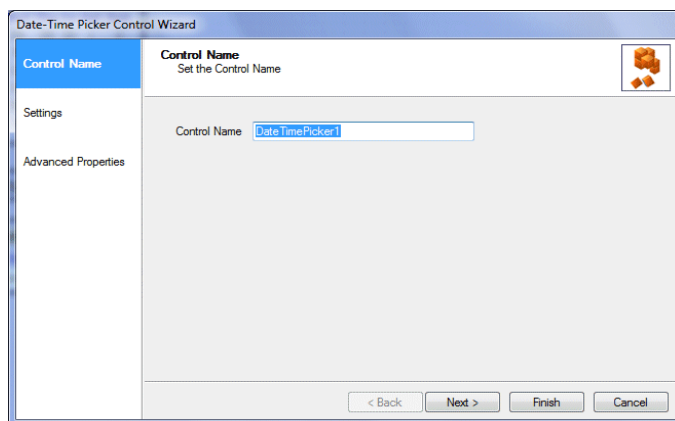 Date-Time Picker Control Wizard
Control Name
Control Name
Set the Control Name
Settings
Control Name DateTimePicker1
Advanced Properties
< Back Next > Finish Cancel